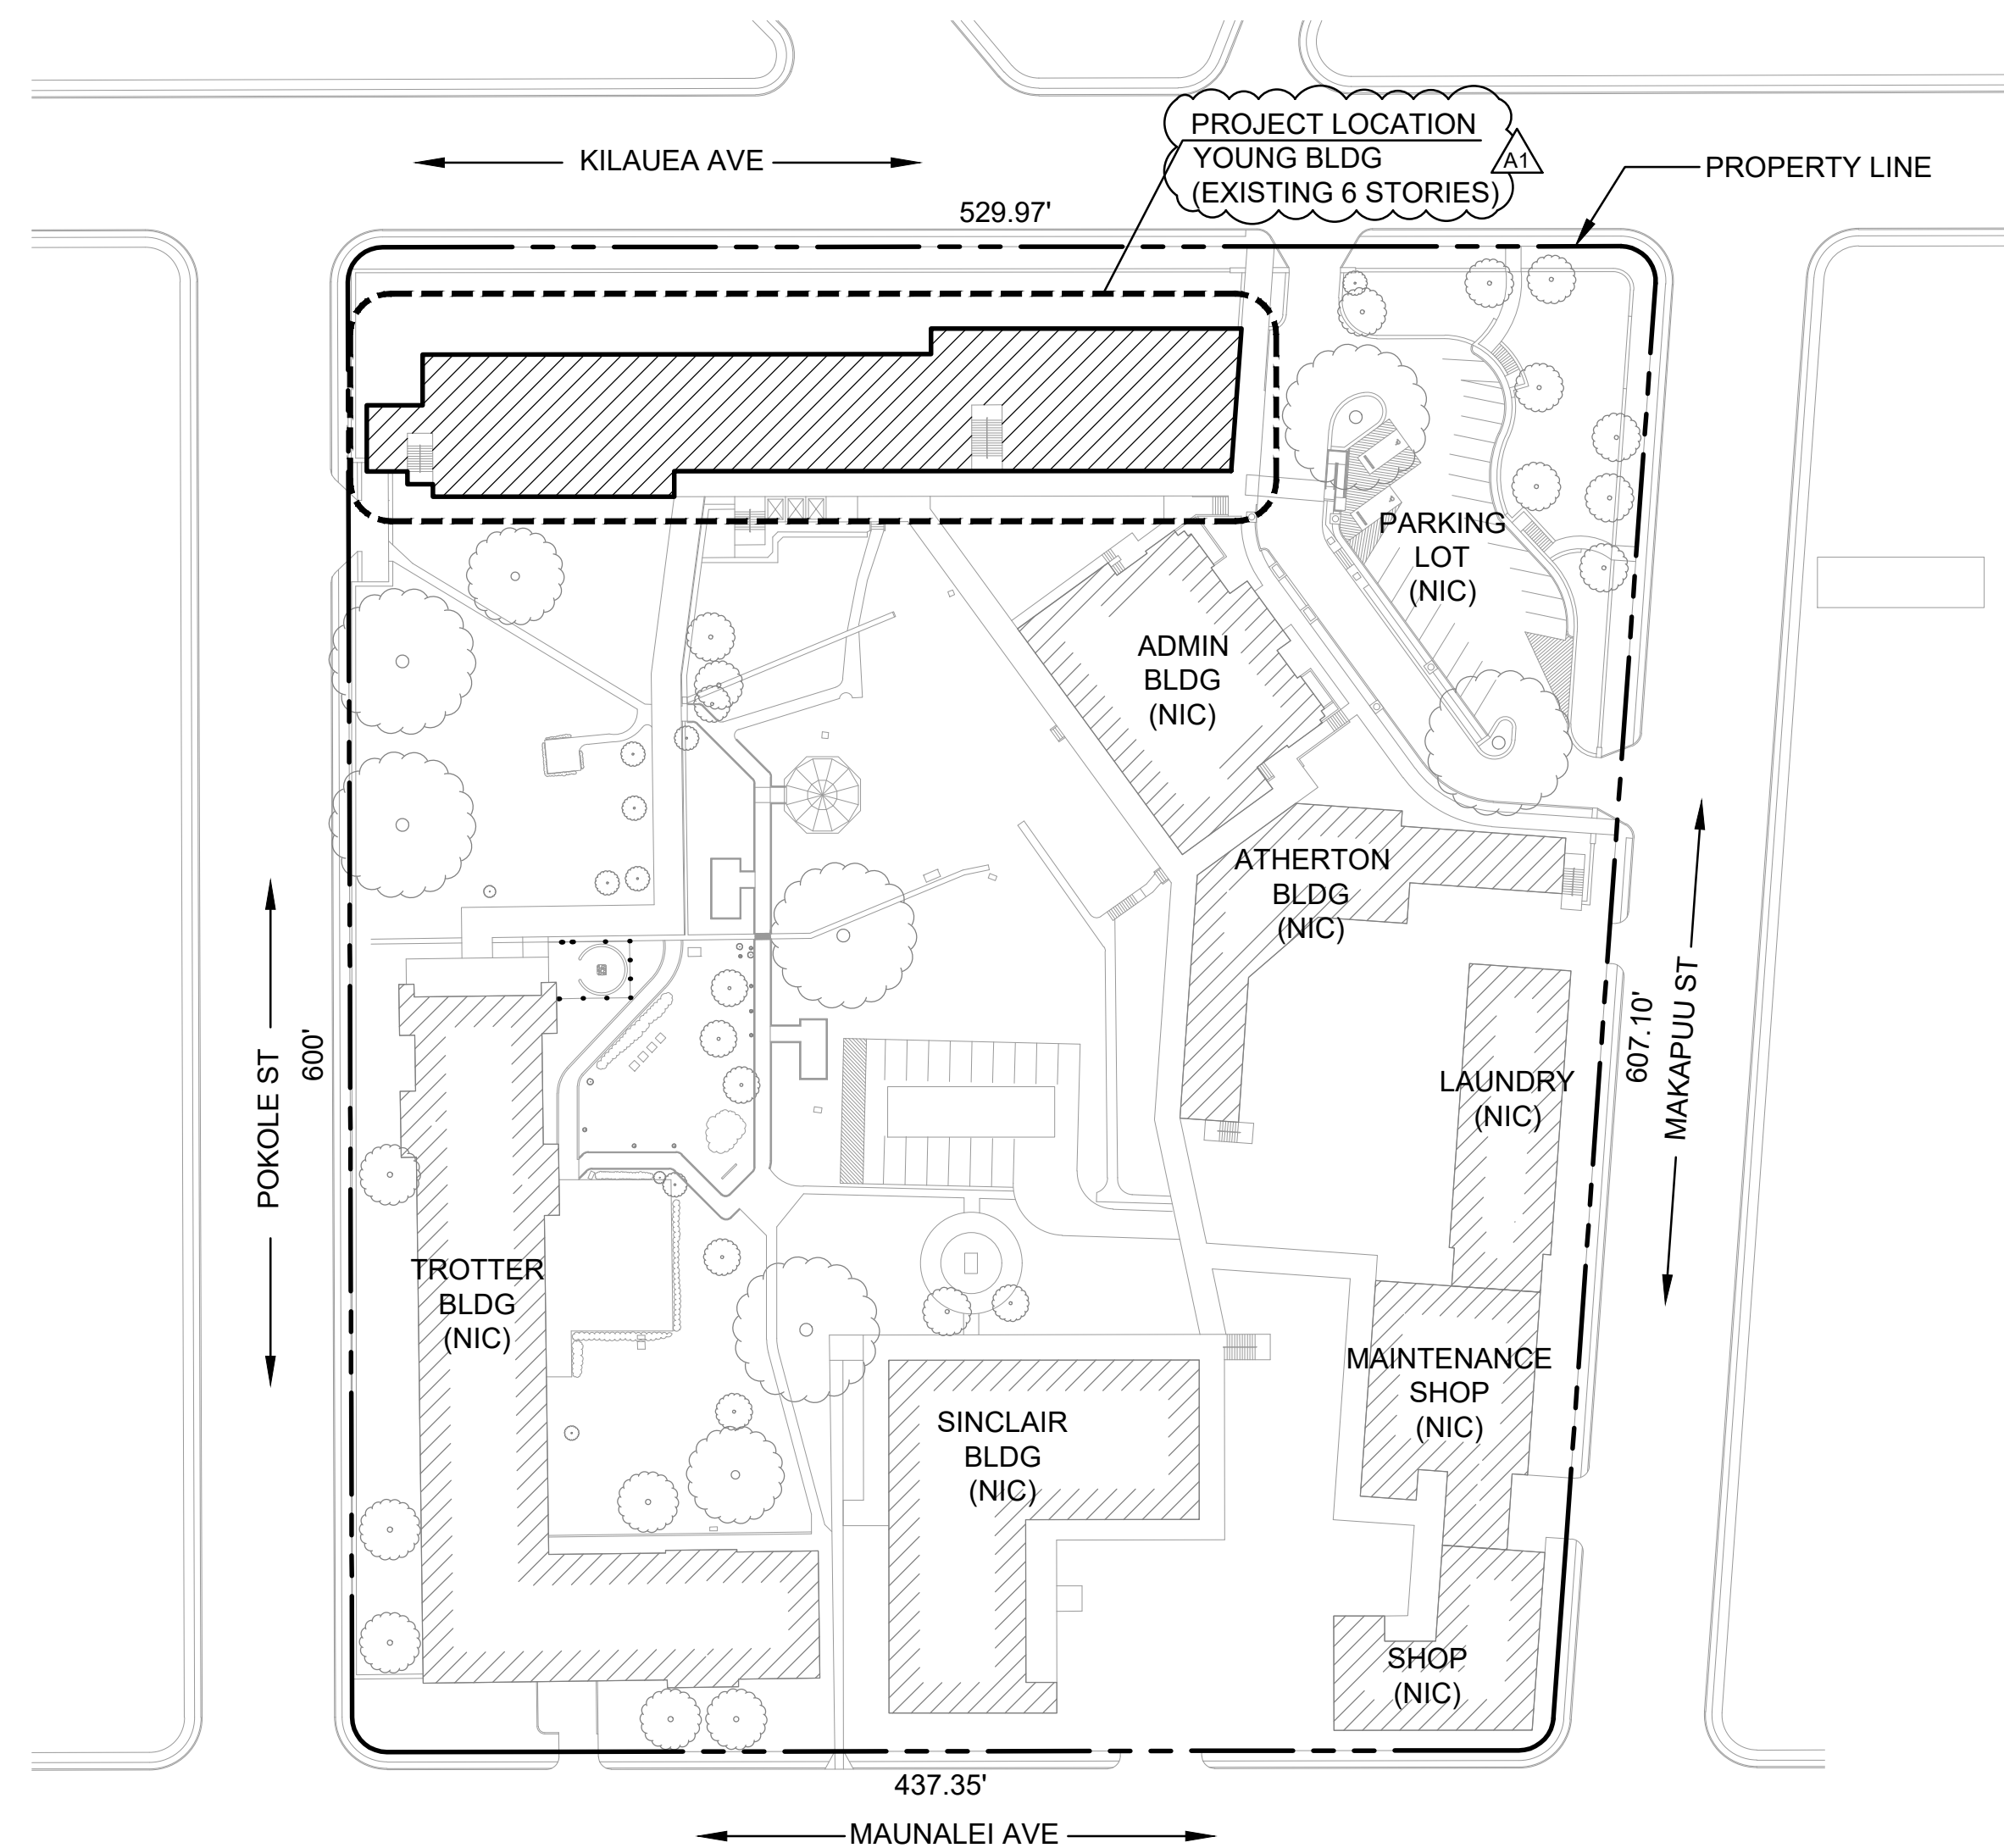 PROJECT LOCATION
YOUNG BLDG
(EXISTING 6 STORIES)
A1
KILAUEA AVE
PROPERTY LINE
529.97'
PARKING
LOT
(NIC)
ADMIN
BLDG
(NIC)
ATHERTON
BLDG
(NIC)
POKOLE ST
600'
LAUNDRY
(NIC)
607.10'
MAKAPUU ST
TROTTER
BLDG
(NIC)
MAINTENANCE
SHOP
(NIC)
SINCLAIR
BLDG
(NIC)
SHOP
(NIC)
437.35'
MAUNALEI AVE